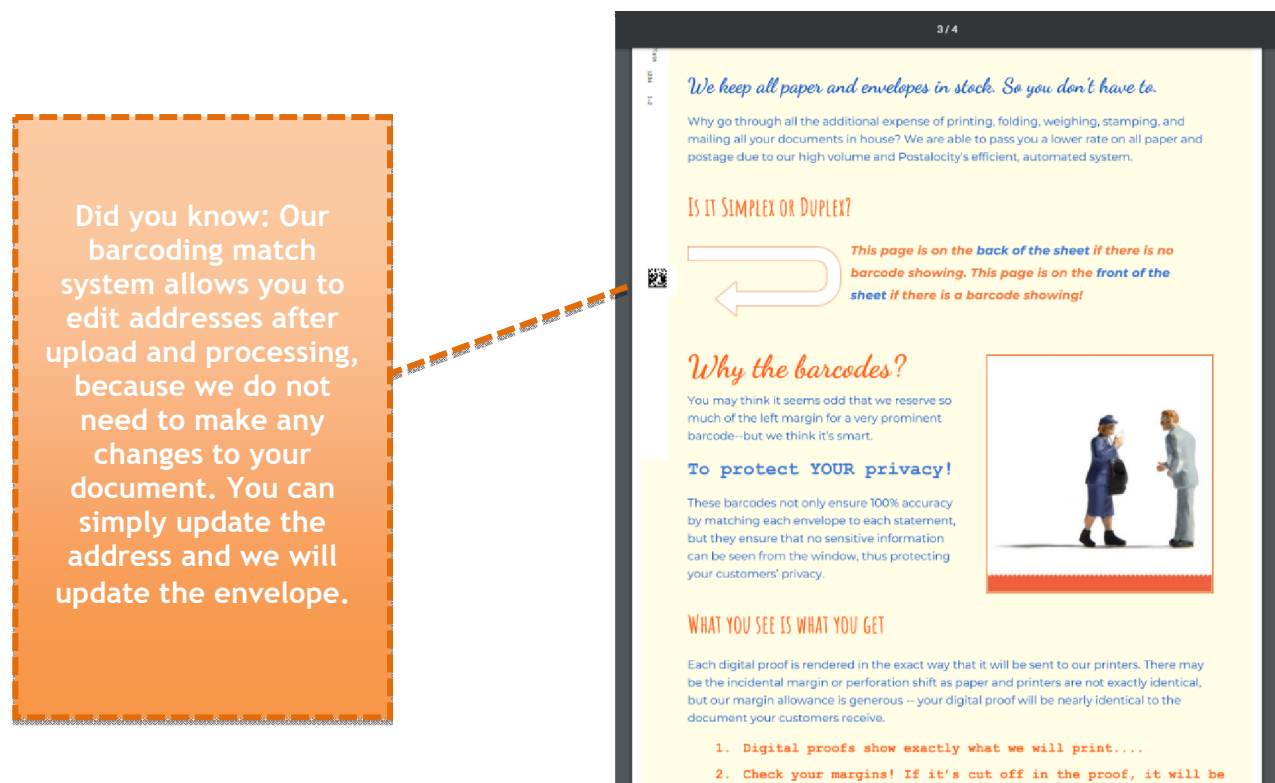 Did you know: Our
barcoding match
system allows you to
edit addresses after
upload and processing,
because we do not
need to make any
changes to your
document. You can
simply update the
address and we will
update the envelope.
3 / 4
We keep all paper and envelopes in stock. So you don't have to.
Why go through all the additional expense of printing, folding, weighing, stamping, and
mailing all your documents in house? We are able to pass you a lower rate on all paper and
postage due to our high volume and Postalocity's efficient, automated system.
Is it Simplex or Duplex?
This page is on the back of the sheet if there is no
barcode showing. This page is on the front of the
sheet if there is a barcode showing!
Why the barcodes?
You may think it seems odd that we reserve so
much of the left margin for a very prominent
barcode--but we think it's smart.
To protect YOUR privacy!
These barcodes not only ensure 100% accuracy
by matching each envelope to each statement,
but they ensure that no sensitive information
can be seen from the window, thus protecting
your customers' privacy.
What you see is what you get
Each digital proof is rendered in the exact way that it will be sent to our printers. There may
be the incidental margin or perforation shift as paper and printers are not exactly identical,
but our margin allowance is generous -- your digital proof will be nearly identical to the
document your customers receive.
1. Digital proofs show exactly what we will print....
2. Check your margins! If it's cut off in the proof, it will be